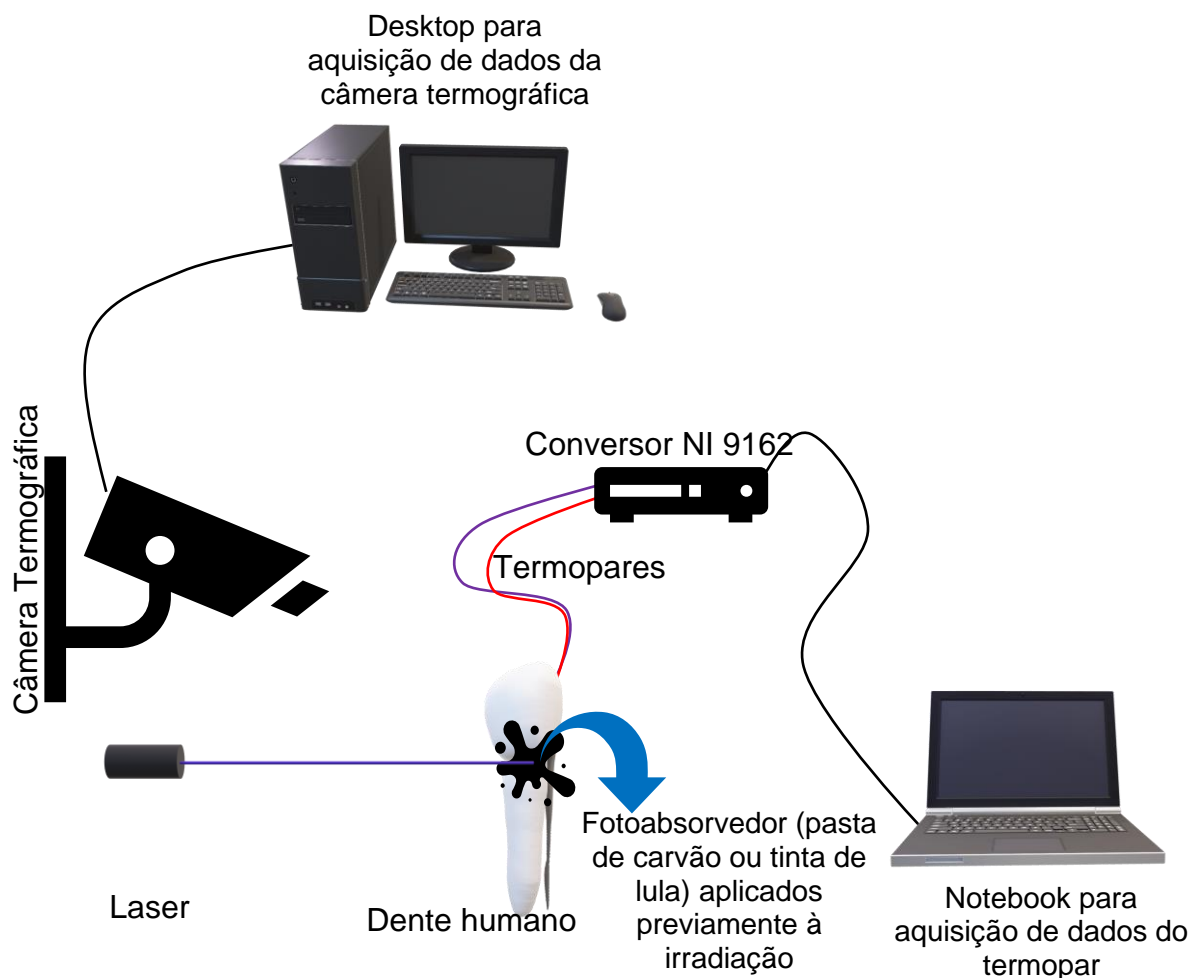 Desktop para
aquisição de dados da
câmera termográfica
Câmera Termográfica
Conversor NI 9162
Termopares
Laser
Dente humano
Fotoabsorvedor (pasta
de carvão ou tinta de
lula) aplicados
previamente à
irradiação
Notebook para
aquisição de dados do
termopar